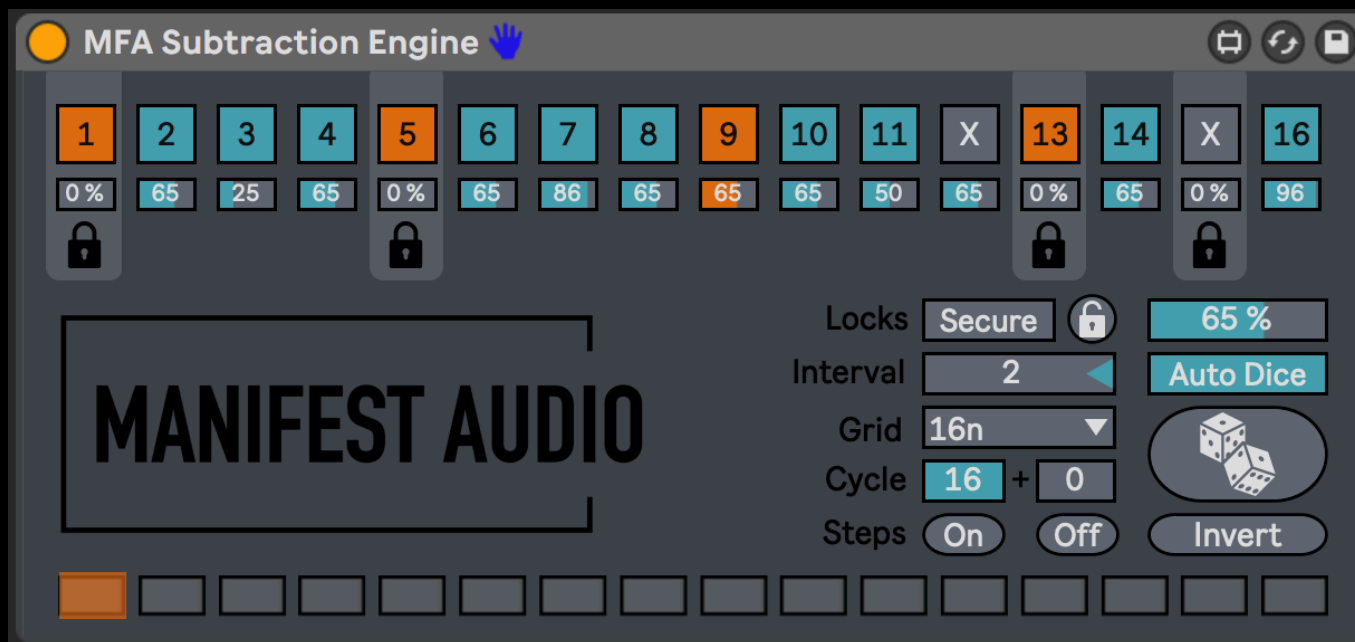 MFA Subtraction Engine
1 2 3 4 5 6 7 8 9 10 11 X 13 14 X 16
0 % 65 25 65 0 % 65 86 65 65 65 50 65 0 % 65 0 % 96
Locks Secure 65 %
Interval 2 Auto Dice
MANIFEST AUDIO
Grid 16n
Cycle 16 + 0
Steps On Off Invert